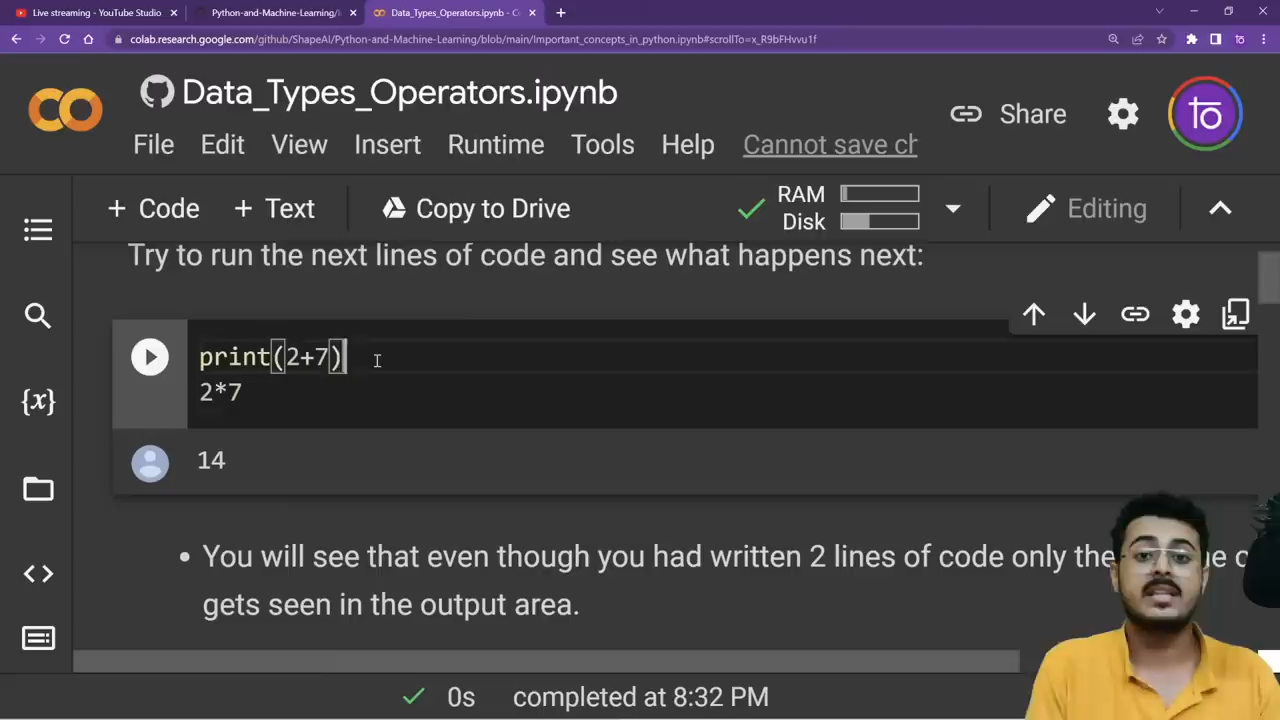 Live streaming - YouTube Studio
Python-and-Machine-Learning/
Data_Types_Operators.ipynb - C
colab.research.google.com/github/ShapeAI/Python-and-Machine-Learning/blob/main/Important_concepts_in_python.ipynb#scrollTo=x_R9bFHvvu1f
Data_Types_Operators.ipynb
Share
to
File Edit View Insert Runtime Tools Help Cannot save ch
+ Code + Text Copy to Drive
RAM
Disk
Editing
Try to run the next lines of code and see what happens next:
print(2+7)
2*7
{x}
14
• You will see that even though you had written 2 lines of code only the
gets seen in the output area.
0s completed at 8:32 PM